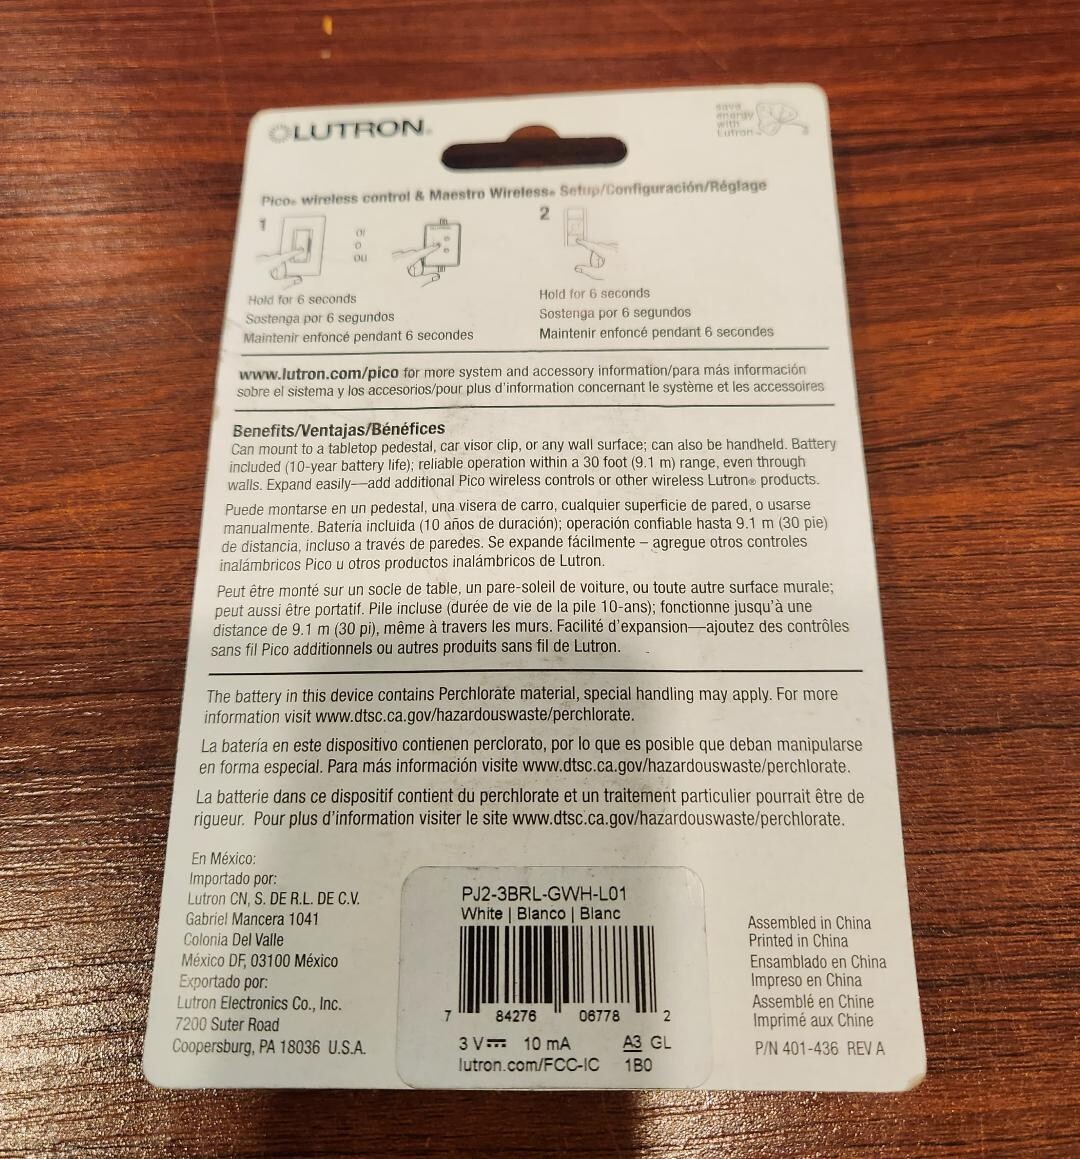 LUTRON®
save
energy
with
Lutron™
Pico® wireless control & Maestro Wireless® Setup/Configuración/Réglage
1
or
o
ou
2
Hold for 6 seconds
Sostenga por 6 segundos
Maintenir enfoncé pendant 6 secondes
Hold for 6 seconds
Sostenga por 6 segundos
Maintenir enfoncé pendant 6 secondes
www.lutron.com/pico for more system and accessory information/para más información
sobre el sistema y los accesorios/pour plus d'information concernant le système et les accessoires
Benefits/Ventajas/Bénéfices
Can mount to a tabletop pedestal, car visor clip, or any wall surface; can also be handheld. Battery
included (10-year battery life); reliable operation within a 30 foot (9.1 m) range, even through
walls. Expand easily—add additional Pico wireless controls or other wireless Lutron® products.
Puede montarse en un pedestal, una visera de carro, cualquier superficie de pared, o usarse
manualmente. Batería incluida (10 años de duración); operación confiable hasta 9.1 m (30 pie)
de distancia, incluso a través de paredes. Se expande fácilmente – agregue otros controles
inalámbricos Pico u otros productos inalámbricos de Lutron.
Peut être monté sur un socle de table, un pare-soleil de voiture, ou toute autre surface murale;
peut aussi être portatif. Pile incluse (durée de vie de la pile 10-ans); fonctionne jusqu'à une
distance de 9.1 m (30 pi), même à travers les murs. Facilité d'expansion—ajoutez des contrôles
sans fil Pico additionnels ou autres produits sans fil de Lutron.
The battery in this device contains Perchlorate material, special handling may apply. For more
information visit www.dtsc.ca.gov/hazardouswaste/perchlorate.
La batería en este dispositivo contienen perclorato, por lo que es posible que deban manipularse
en forma especial. Para más información visite www.dtsc.ca.gov/hazardouswaste/perchlorate.
La batterie dans ce dispositif contient du perchlorate et un traitement particulier pourrait être de
rigueur. Pour plus d'information visiter le site www.dtsc.ca.gov/hazardouswaste/perchlorate.
En México:
Importado por:
Lutron CN, S. DE R.L. DE C.V.
Gabriel Mancera 1041
Colonia Del Valle
México DF, 03100 México
Exportado por:
Lutron Electronics Co., Inc.
7200 Suter Road
Coopersburg, PA 18036 U.S.A.
PJ2-3BRL-GWH-L01
White | Blanco | Blanc
7 84276 06778 2
3 V⎓ 10 mA A3 GL
lutron.com/FCC-IC 1B0
Assembled in China
Printed in China
Ensamblado en China
Impreso en China
Assemblé en Chine
Imprimé aux Chine
P/N 401-436 REV A